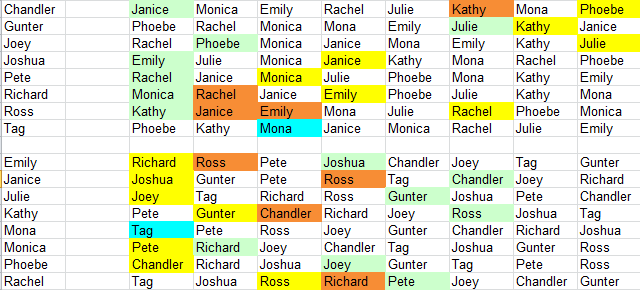 Chandler Janice Monica Emily Rachel Julie Kathy Mona Phoebe
Gunter Phoebe Rachel Monica Mona Emily Julie Kathy Janice
Joey Rachel Phoebe Monica Janice Mona Emily Kathy Julie
Joshua Emily Julie Monica Janice Kathy Mona Rachel Phoebe
Pete Rachel Janice Monica Julie Phoebe Mona Kathy Emily
Richard Monica Rachel Janice Emily Phoebe Mona Kathy Julie
Ross Kathy Janice Emily Mona Julie Rachel Phoebe Monica
Tag Phoebe Kathy Mona Janice Monica Rachel Julie Emily
Emily Richard Ross Pete Joshua Chandler Joey Tag Gunter
Janice Joshua Gunter Pete Ross Tag Chandler Joey Richard
Julie Joey Tag Richard Ross Gunter Joshua Pete Chandler
Kathy Pete Gunter Chandler Richard Joey Ross Joshua Tag
Mona Tag Pete Ross Joey Gunter Chandler Richard Joshua
Monica Pete Richard Joey Chandler Tag Joshua Gunter Ross
Phoebe Chandler Richard Joshua Joey Gunter Tag Pete Ross
Rachel Tag Joshua Ross Richard Pete Joey Chandler Gunter